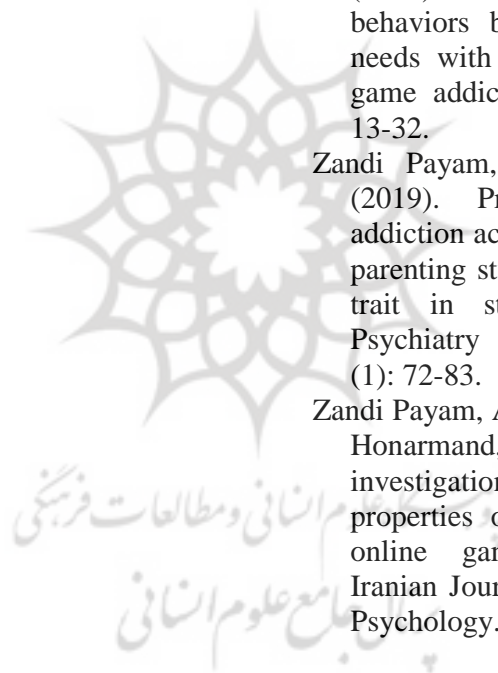 behaviors b
needs with
game addic
13-32.
Zandi Payam,
(2019). Pr
addiction ac
parenting st
trait in st
Psychiatry
(1): 72-83.
Zandi Payam, A
Honarmand,
investigation
properties o
online gar
Iranian Jour
Psychology.
علوم انسانی و مطالعات فرهنگی
پرتال جامع علوم انسانی